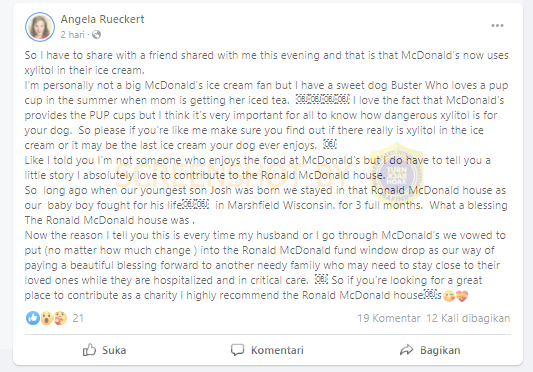 Angela Rueckert
2 hari
So I have to share with a friend shared with me this evening and that is that McDonald's now uses
xylitol in their ice cream.
I'm personally not a big McDonald's ice cream fan but I have a sweet dog Buster Who loves a pup
cup in the summer when mom is getting her iced tea. I love the fact that McDonald's
provides the PUP cups but I think it's very important for all to know how dangerous xylitol is for
your dog. So please if you're like me make sure you find out if there really is xylitol in the ice
cream or it may be the last ice cream your dog ever enjoys.
Like I told you I'm not someone who enjoys the food at McDonald's but I do have to tell you a
little story I absolutely love to contribute to the Ronald McDonald house.
So long ago when our youngest son Josh was born we stayed in that Ronald McDonald house as
our baby boy fought for his life in Marshfield Wisconsin. for 3 full months. What a blessing
The Ronald McDonald house was .
Now the reason I tell you this is every time my husband or I go through McDonald's we vowed to
put (no matter how much change ) into the Ronald McDonald fund window drop as our way of
paying a beautiful blessing forward to another needy family who may need to stay close to their
loved ones while they are hospitalized and in critical care. So if you're looking for a great
place to contribute as a charity I highly recommend the Ronald McDonald house s
21
19 Komentar 12 Kali dibagikan
Suka Komentari Bagikan